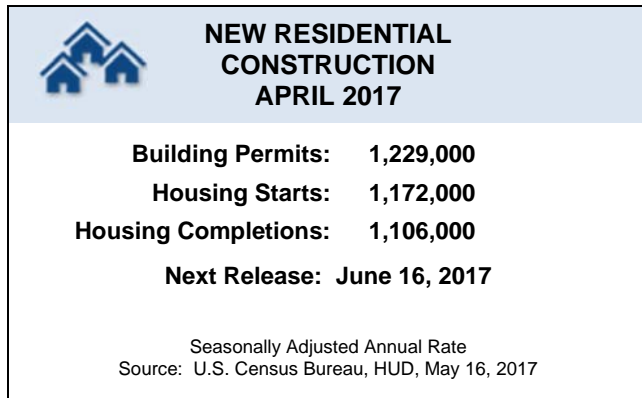 NEW RESIDENTIAL
CONSTRUCTION
APRIL 2017
Building Permits: 1,229,000
Housing Starts: 1,172,000
Housing Completions: 1,106,000
Next Release: June 16, 2017
Seasonally Adjusted Annual Rate
Source: U.S. Census Bureau, HUD, May 16, 2017